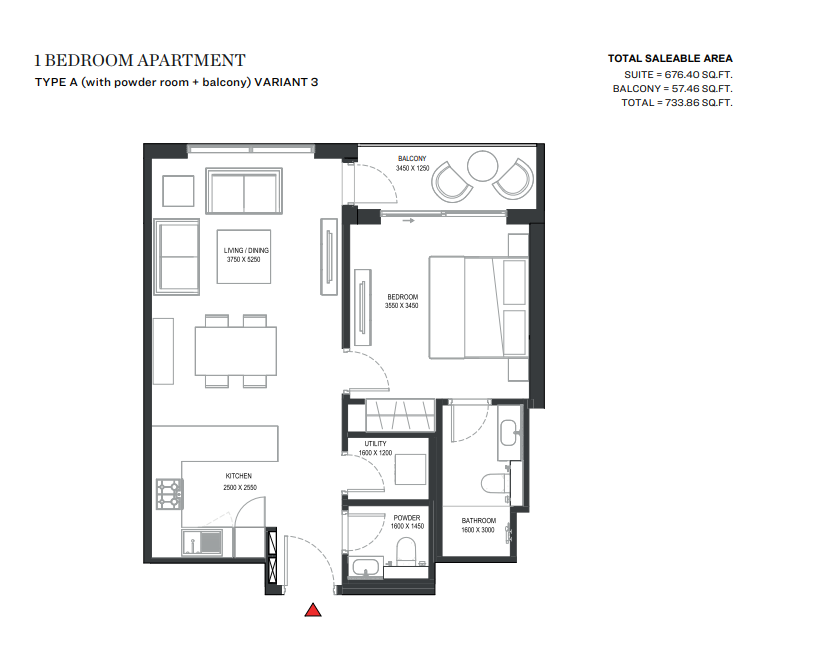 1 BEDROOM APARTMENT
TYPE A (with powder room + balcony) VARIANT 3
TOTAL SALEABLE AREA
SUITE = 676.40 SQ.FT.
BALCONY = 57.46 SQ.FT.
TOTAL = 733.86 SQ.FT.
BALCONY
3450 X 1250
LIVING / DINING
3750 X 5250
BEDROOM
3550 X 3450
UTILITY
1600 X 1200
KITCHEN
2500 X 2550
POWDER
1600 X 1450
BATHROOM
1600 X 3000